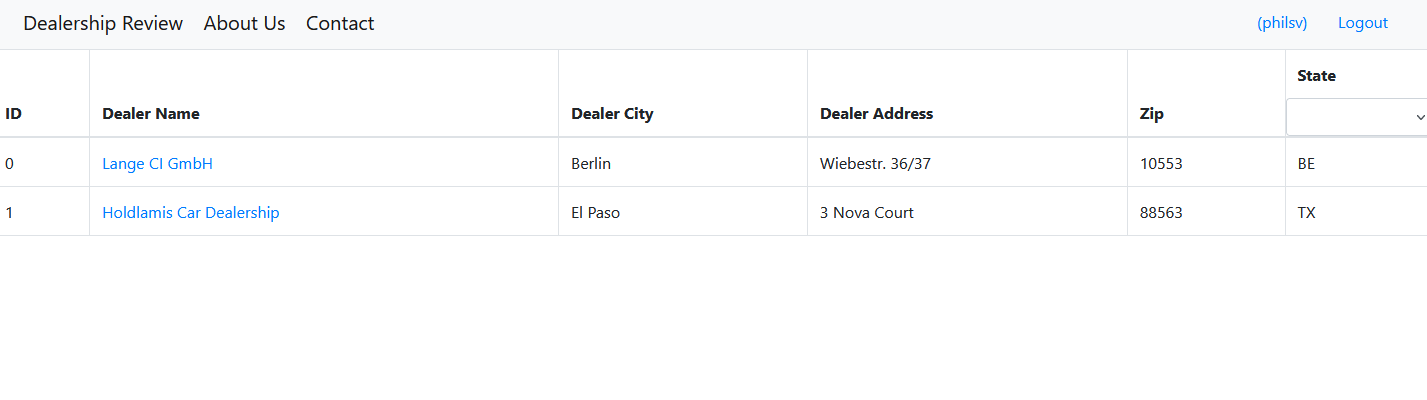 Dealership Review About Us Contact (philsv) Logout
State
ID Dealer Name Dealer City Dealer Address Zip
0 Lange CI GmbH Berlin Wiebestr. 36/37 10553 BE
1 Holdlamis Car Dealership El Paso 3 Nova Court 88563 TX